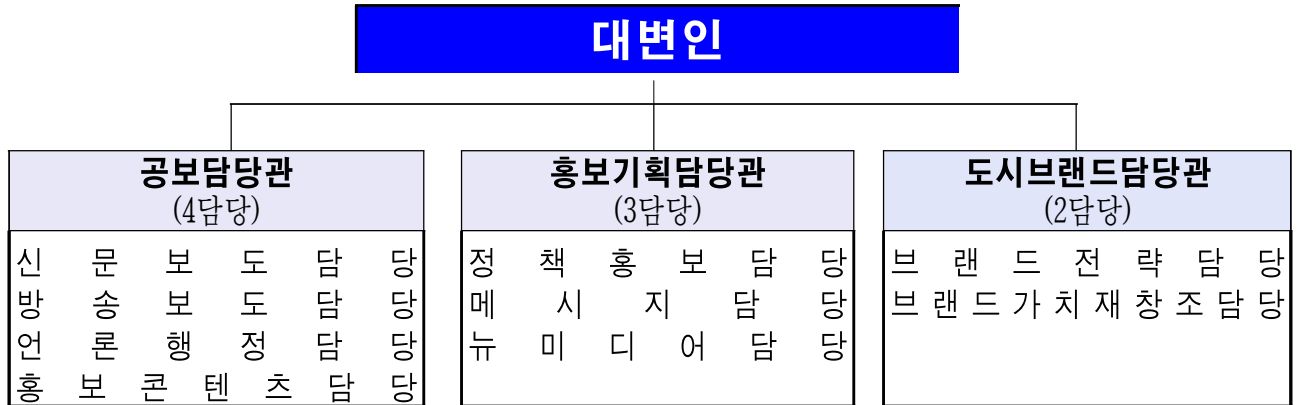 대변인
공보담당관
(4담당)
신문보도담당
방송보도담당
언론행정담당
홍보콘텐츠담당
홍보기획담당관
(3담당)
정책홍보담당
메시지담당
뉴미디어담당
도시브랜드담당관
(2담당)
브랜드전략담당
브랜드가치재창조담당